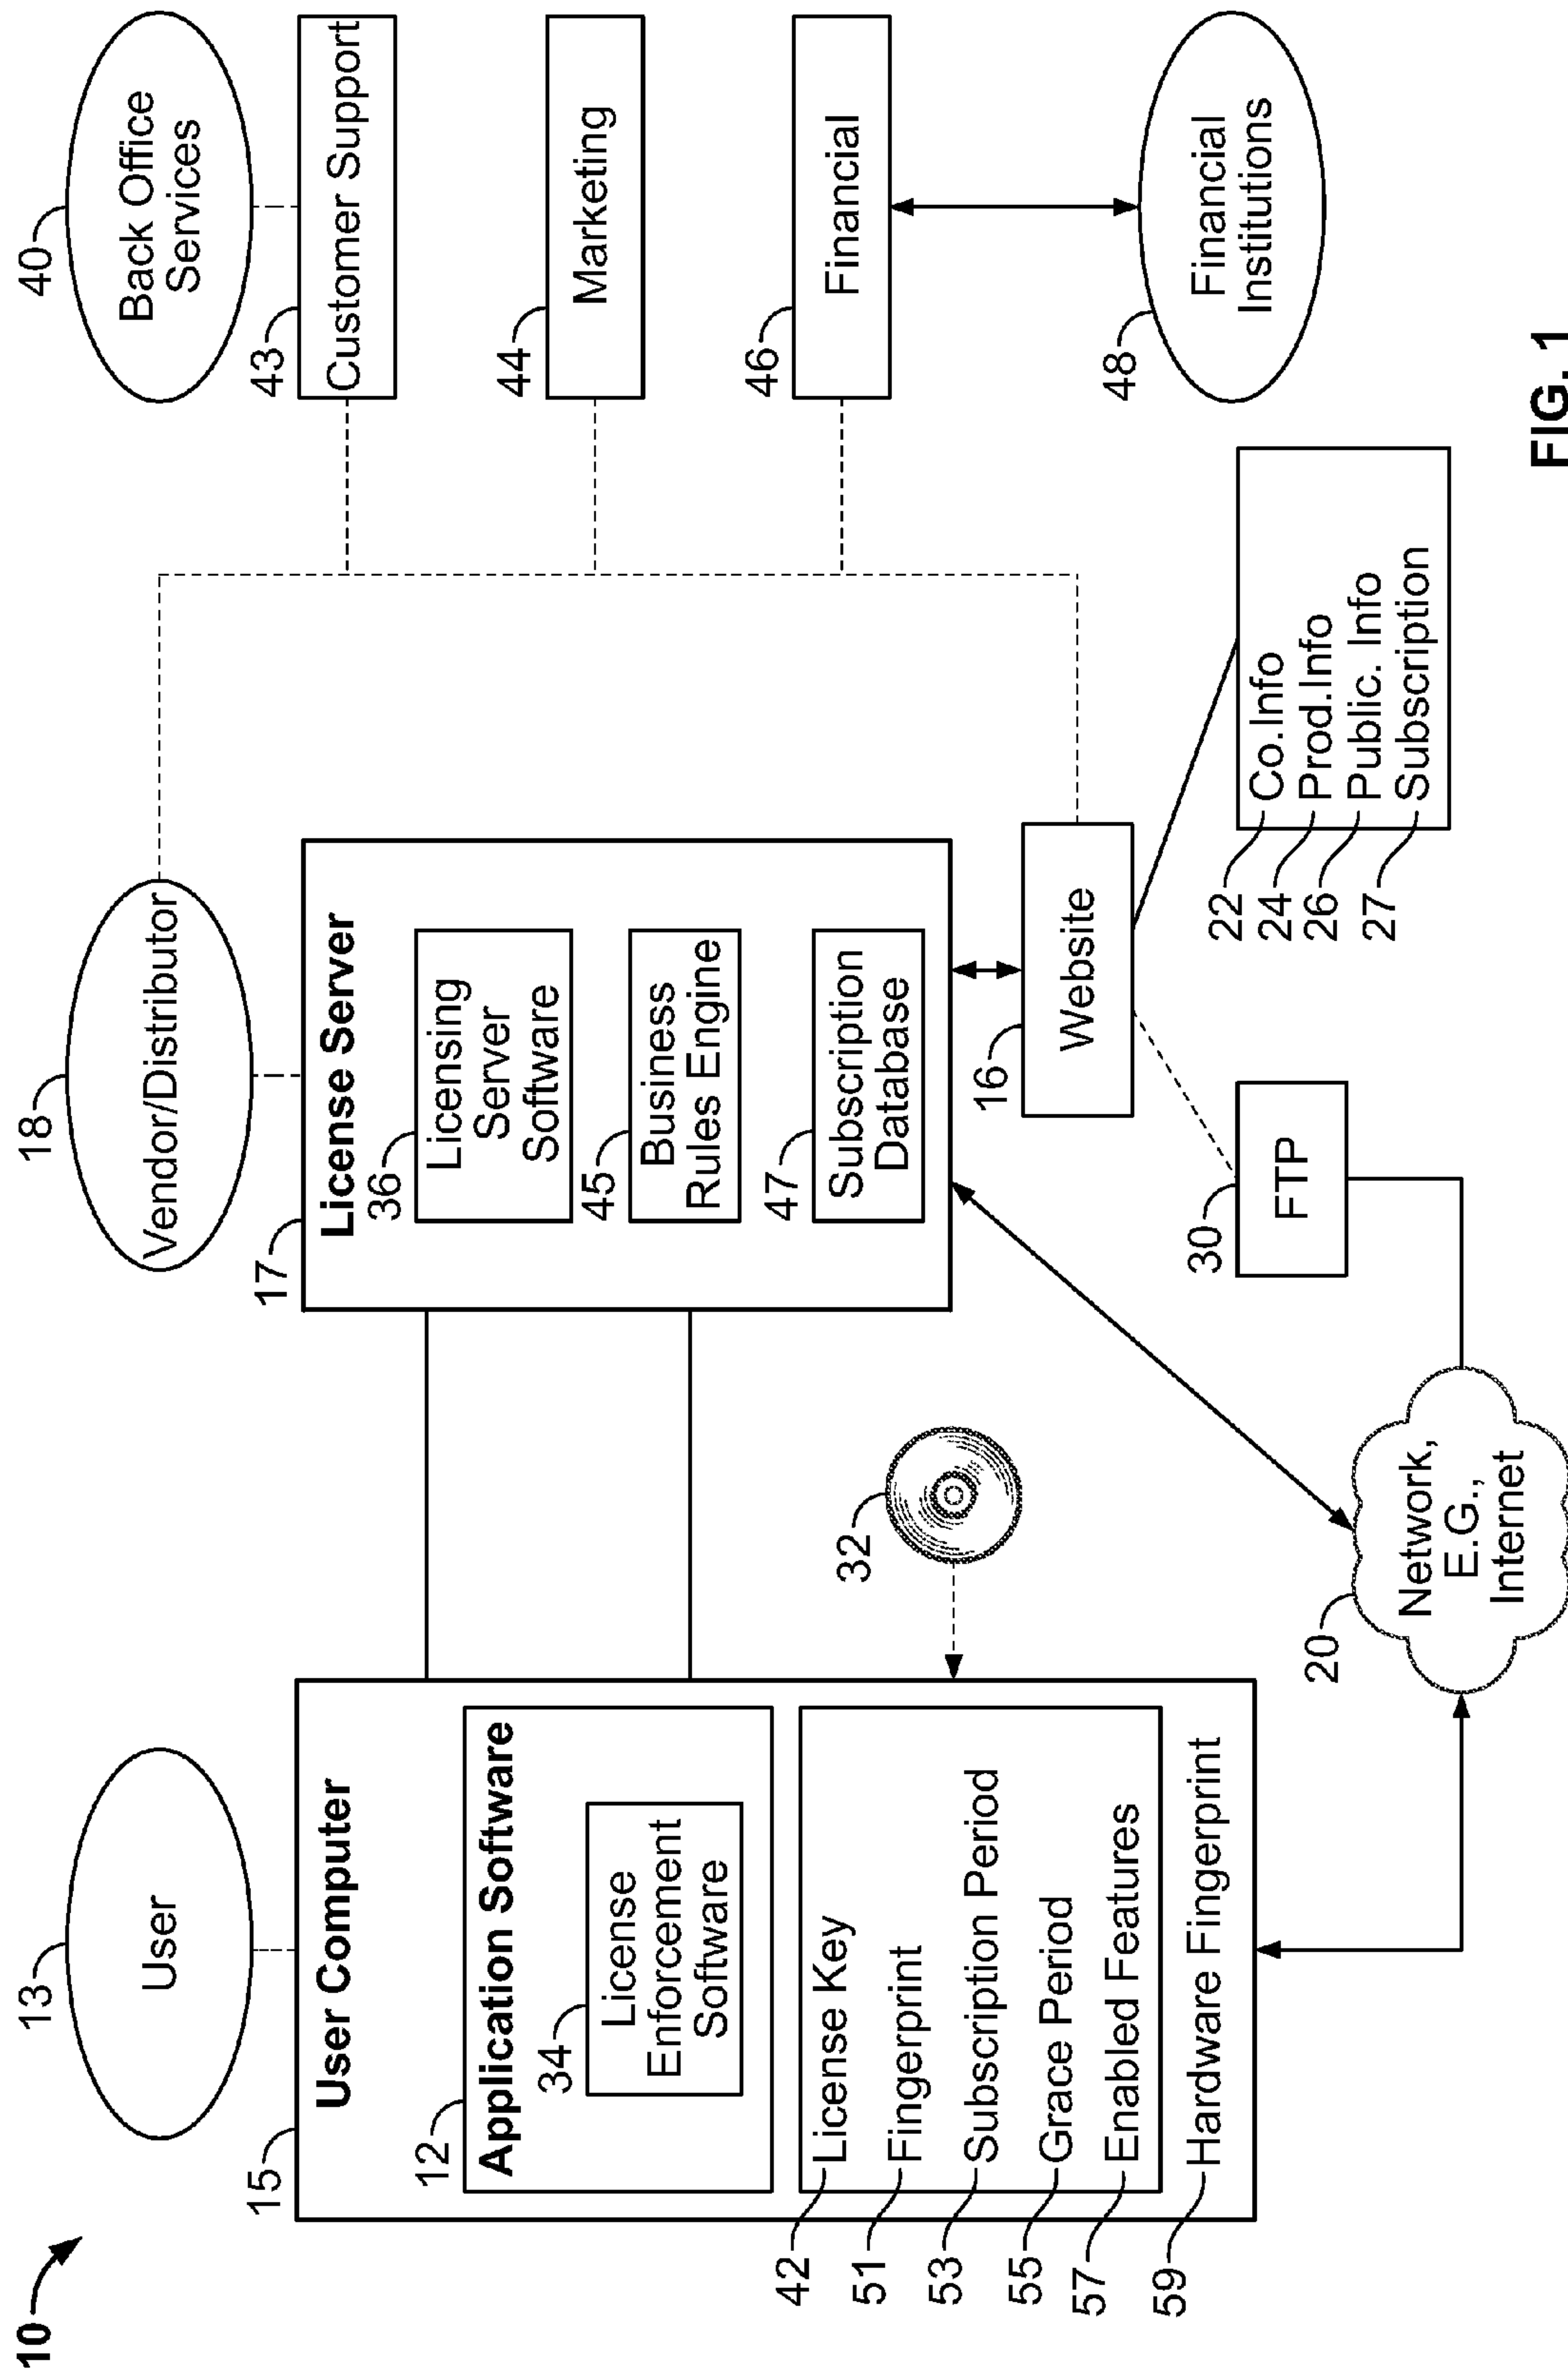 10
13
User
15
User Computer
12
Application Software
34
License
Enforcement
Software
42
License Key
51
Fingerprint
53
Subscription Period
55
Grace Period
57
Enabled Features
59
Hardware Fingerprint
32
20
Network,
E.G.,
Internet
18
Vendor/Distributor
17
License Server
36
Licensing
Server
Software
45
Business
Rules Engine
47
Subscription
Database
16
Website
30
FTP
22
Co.Info
24
Prod.Info
26
Public. Info
27
Subscription
40
Back Office
Services
43
Customer Support
44
Marketing
46
Financial
48
Financial
Institutions
FIG. 1